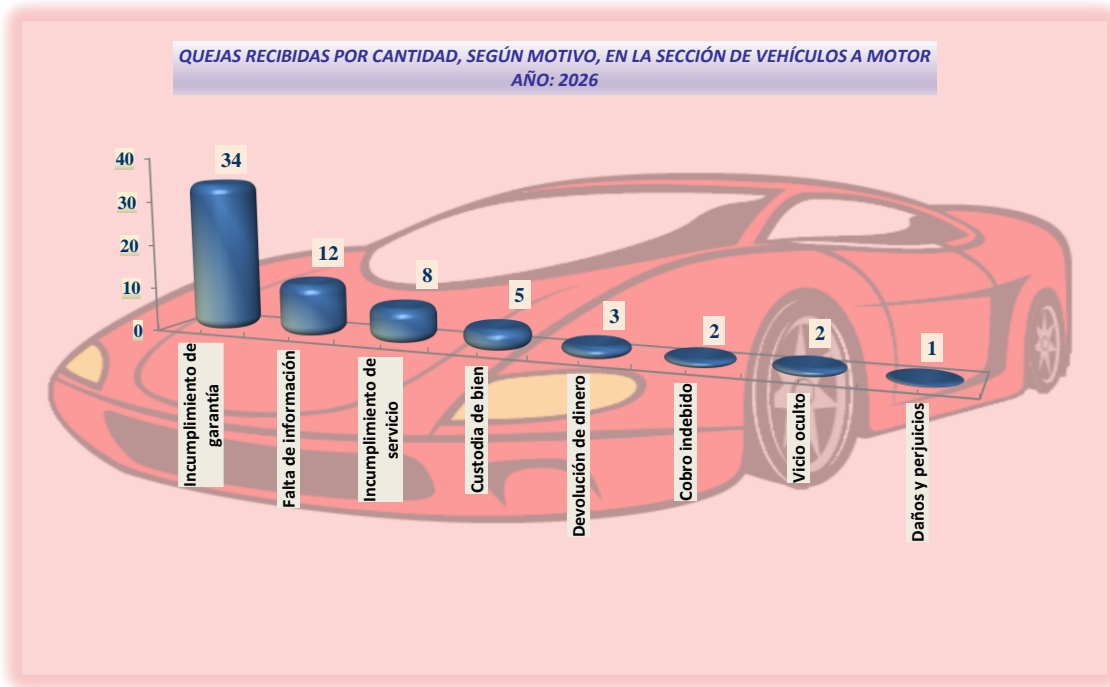 QUEJAS RECIBIDAS POR CANTIDAD, SEGÚN MOTIVO, EN LA SECCIÓN DE VEHÍCULOS A MOTOR
AÑO: 2026
40
30
20
10
0
34
12
8
5
3
2
2
1
Incumplimiento de
garantía
Falta de información
Incumplimiento de
servicio
Custodia de bien
Devolución de dinero
Cobro indebido
Vicio oculto
Daños y perjuicios